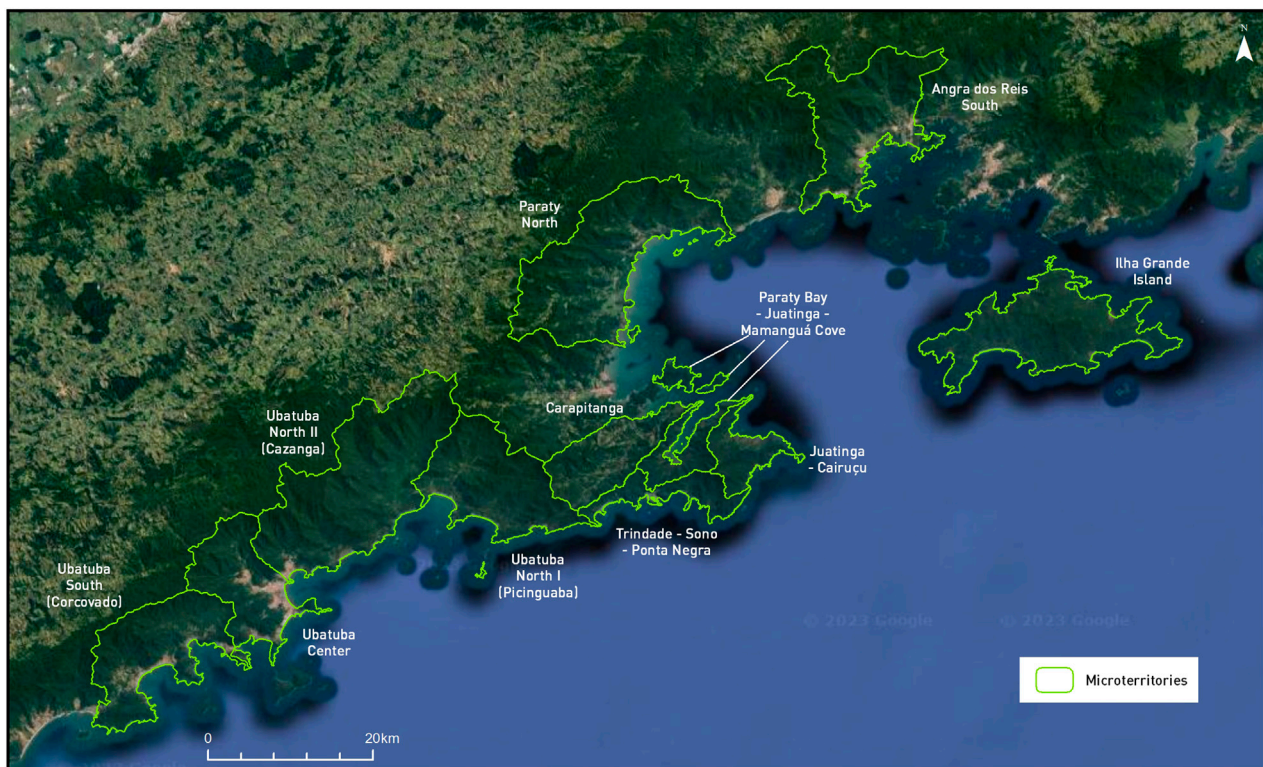 N
Angra dos Reis
South
Paraty
North
Ilha Grande
Island
Paraty Bay
- Juatinga -
Mamanguá Cove
Carapitanga
Ubatuba
North II
(Cazanga)
Juatinga
- Cairuçu
Trindade - Sono
- Ponta Negra
Ubatuba
North I
(Picinguaba)
Ubatuba
South
(Corcovado)
Ubatuba
Center
© 2023 Google
© 2023 Google
Microterritories
0 20km